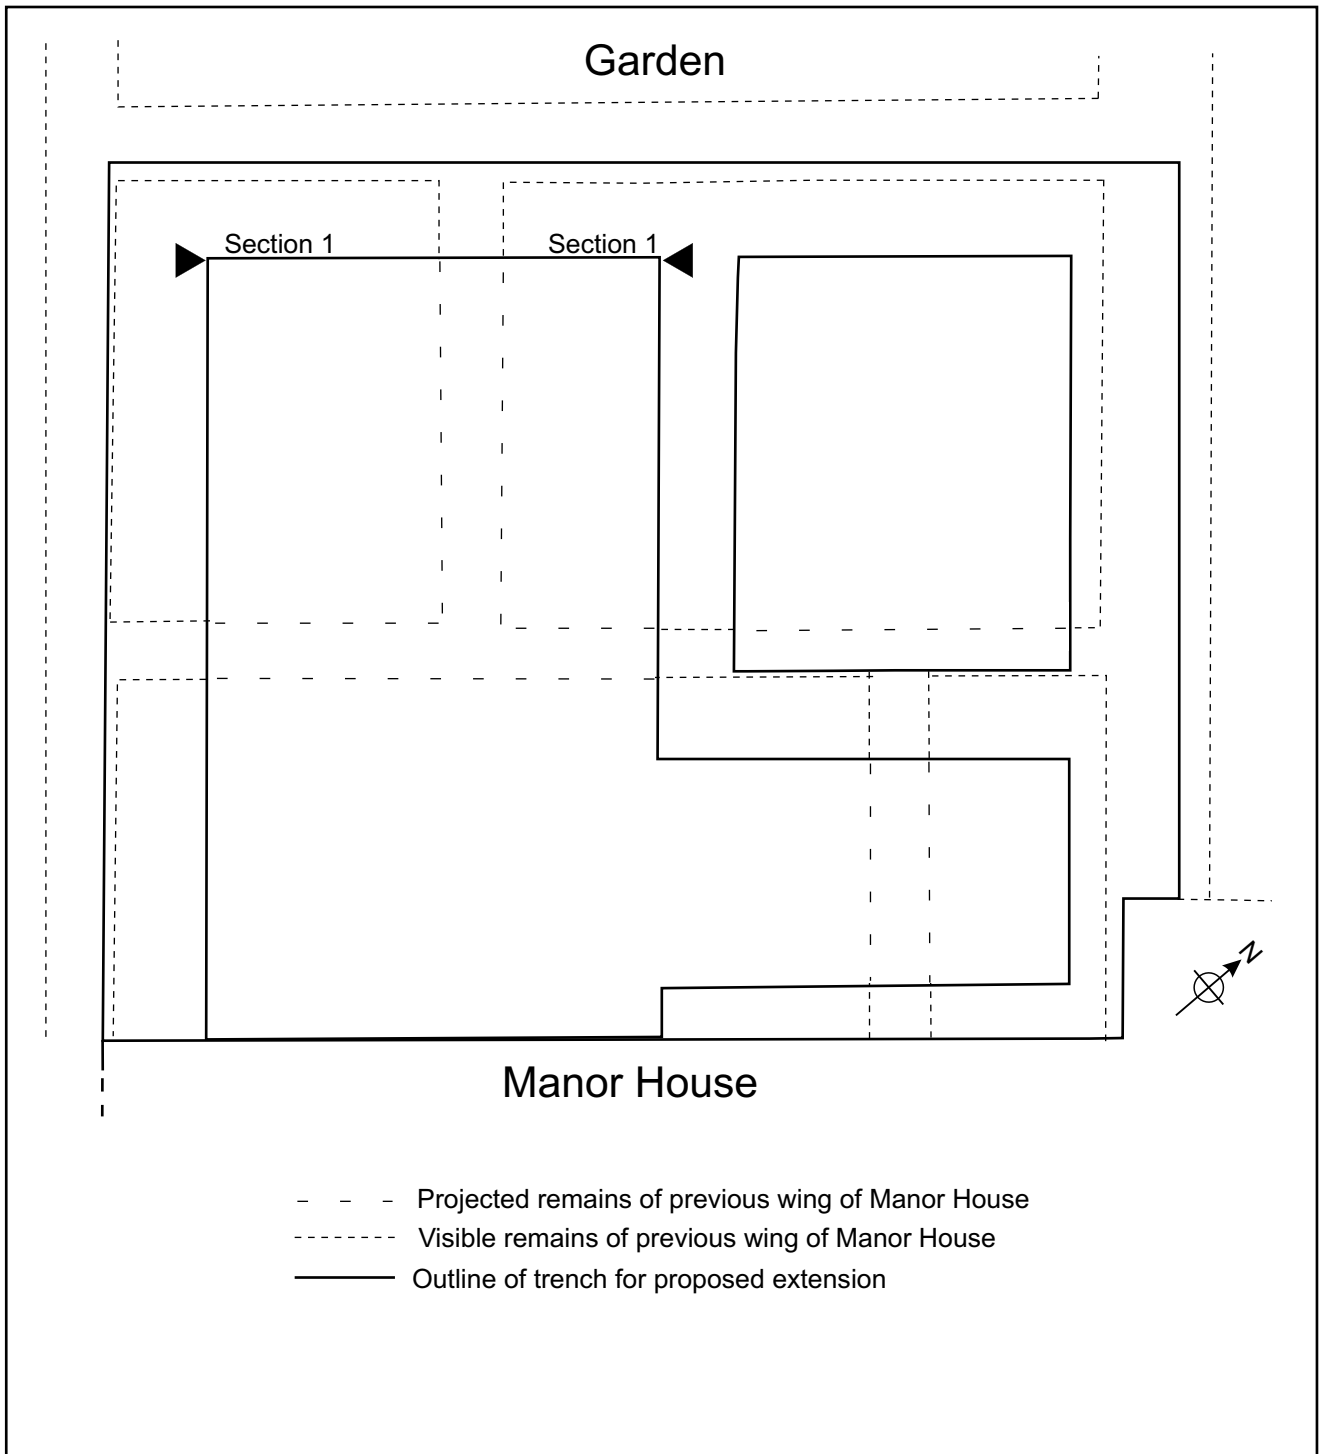 Garden
Section 1 Section 1
N
Manor House
Projected remains of previous wing of Manor House
Visible remains of previous wing of Manor House
Outline of trench for proposed extension